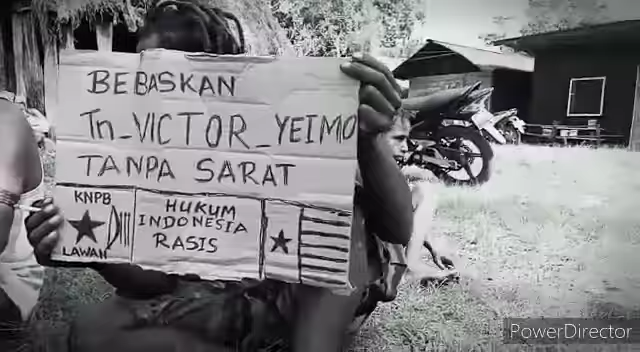 BEBASKAN
Tn_VICTOR_YEIMO
TANPA SARAT
KNPB
LAWAN
HUKUM
INDONESIA
RASIS
PowerDirector